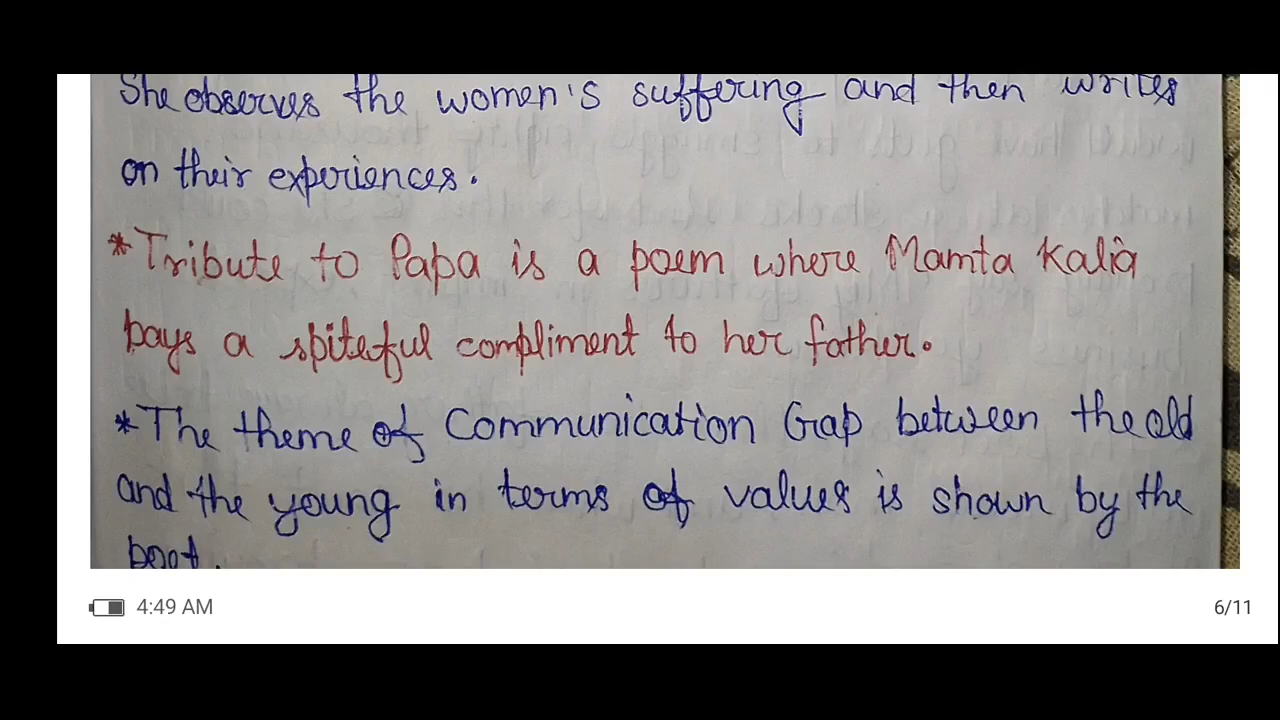 She observes the women's suffering and then writes
on their experiences.
*Tribute to Papa is a poem where Mamta Kalia
pays a spiteful compliment to her father.
*The theme of Communication Gap between the old
and the young in terms of values is shown by the
poet.
4:49 AM
6/11